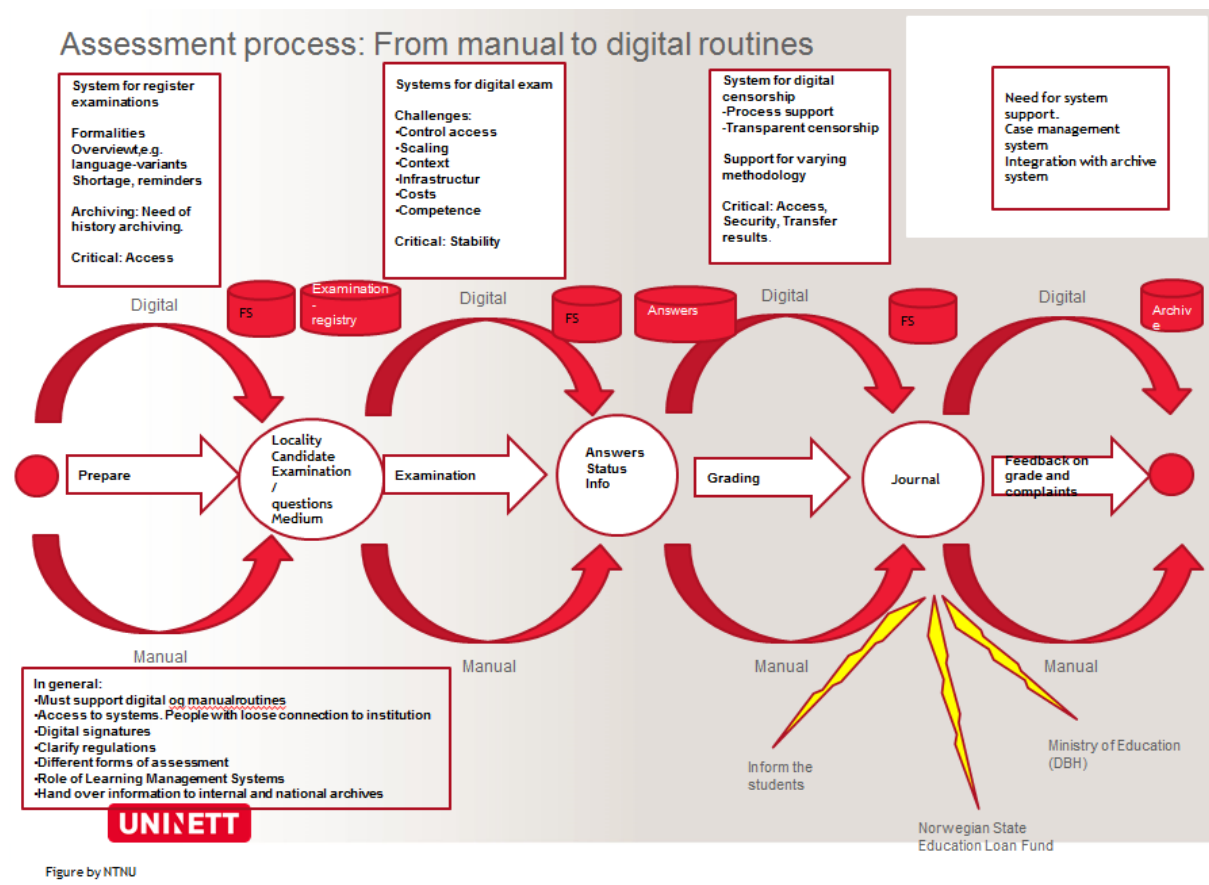 Assessment process: From manual to digital routines
System for register
examinations
Formalities
Overviewt,e.g.
language-variants
Shortage, reminders
Archiving: Need of
history archiving.
Critical: Access
Systems for digital exam
Challenges:
•Control access
•Scaling
•Context
•Infrastructur
•Costs
•Competence
Critical: Stability
System for digital
censorship
-Process support
-Transparent censorship
Support for varying
methodology
Critical: Access,
Security, Transfer
results.
Need for system
support.
Case management
system
Integration with archive
system
Digital
FS
Examination
-
registry
Digital
FS
Answers
Digital
FS
Digital
Archiv
e
Prepare
Locality
Candidate
Examination
/
questions
Medium
Examination
Answers
Status
Info
Grading
Journal
Feedback on
grade and
complaints
Manual
Manual
Manual
Manual
In general:
•Must support digital og manualroutines
•Access to systems. People with loose connection to institution
•Digital signatures
•Clarify regulations
•Different forms of assessment
•Role of Learning Management Systems
•Hand over information to internal and national archives
Inform the
students
Norwegian State
Education Loan Fund
Ministry of Education
(DBH)
UNINETT
Figure by NTNU